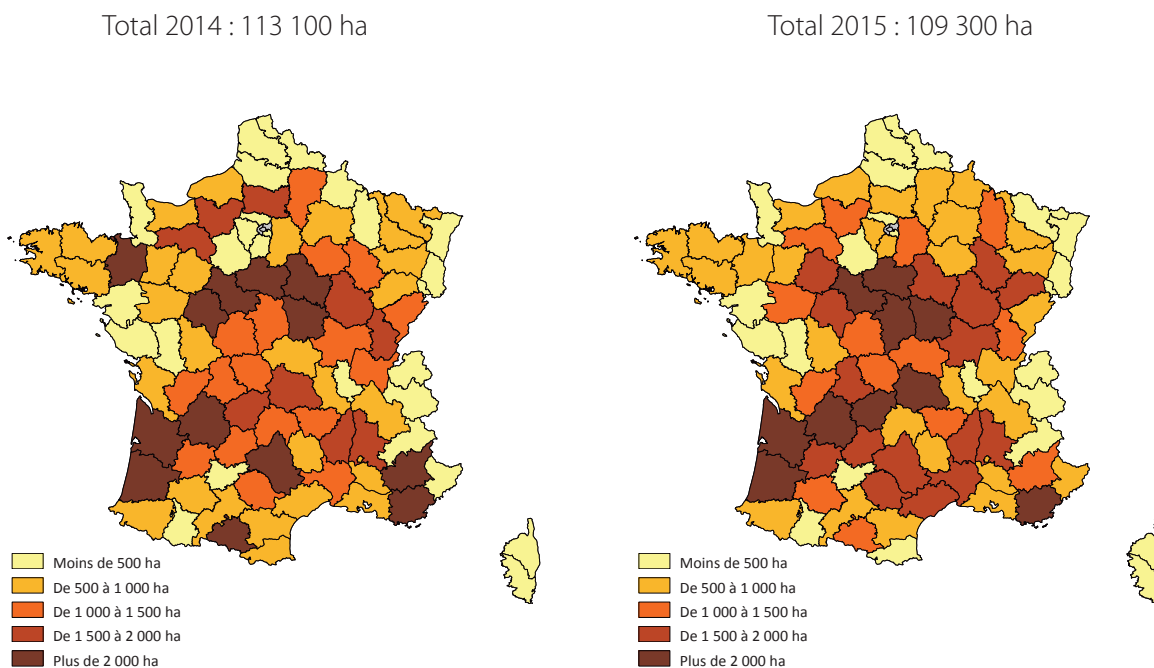 Total 2014 : 113 100 ha
Total 2015 : 109 300 ha
Moins de 500 ha
De 500 à 1 000 ha
De 1 000 à 1 500 ha
De 1 500 à 2 000 ha
Plus de 2 000 ha
Moins de 500 ha
De 500 à 1 000 ha
De 1 000 à 1 500 ha
De 1 500 à 2 000 ha
Plus de 2 000 ha